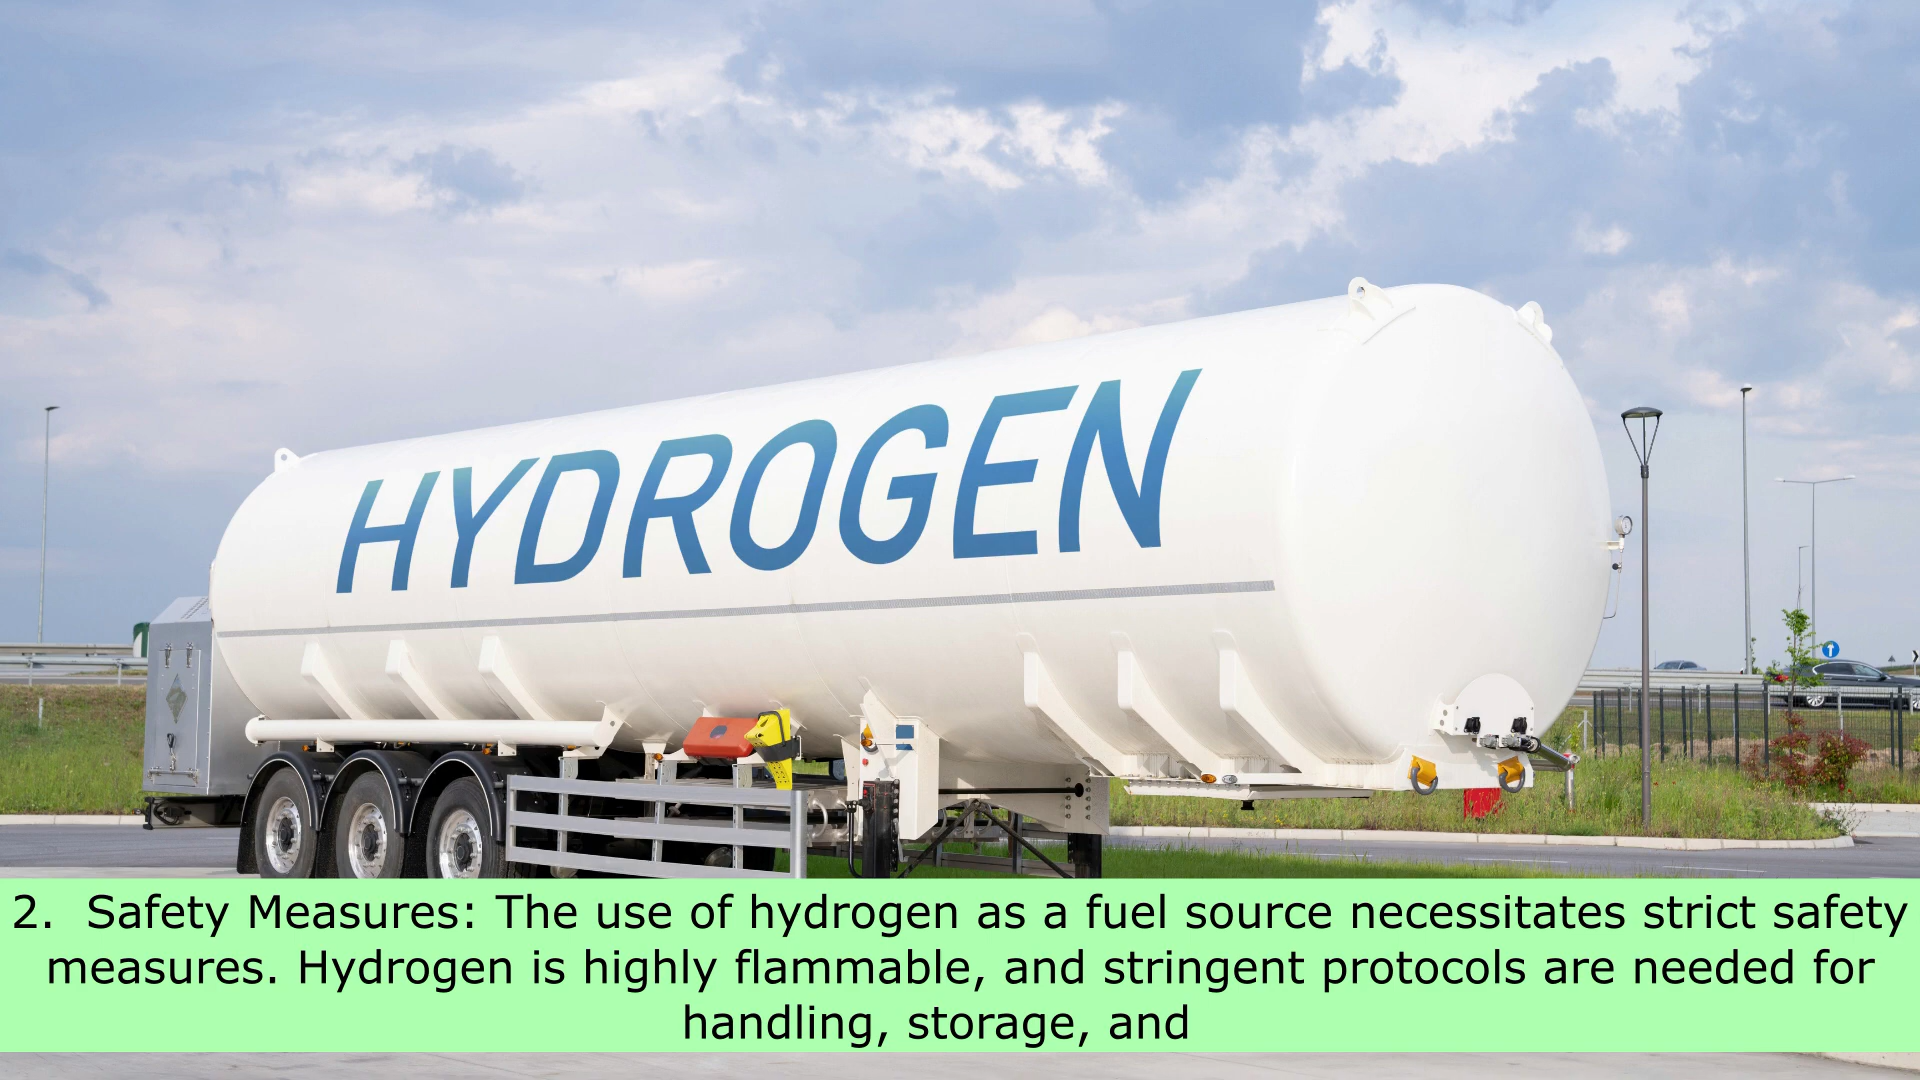 HYDROGEN
2.  Safety Measures: The use of hydrogen as a fuel source necessitates strict safety
measures. Hydrogen is highly flammable, and stringent protocols are needed for
handling, storage, and